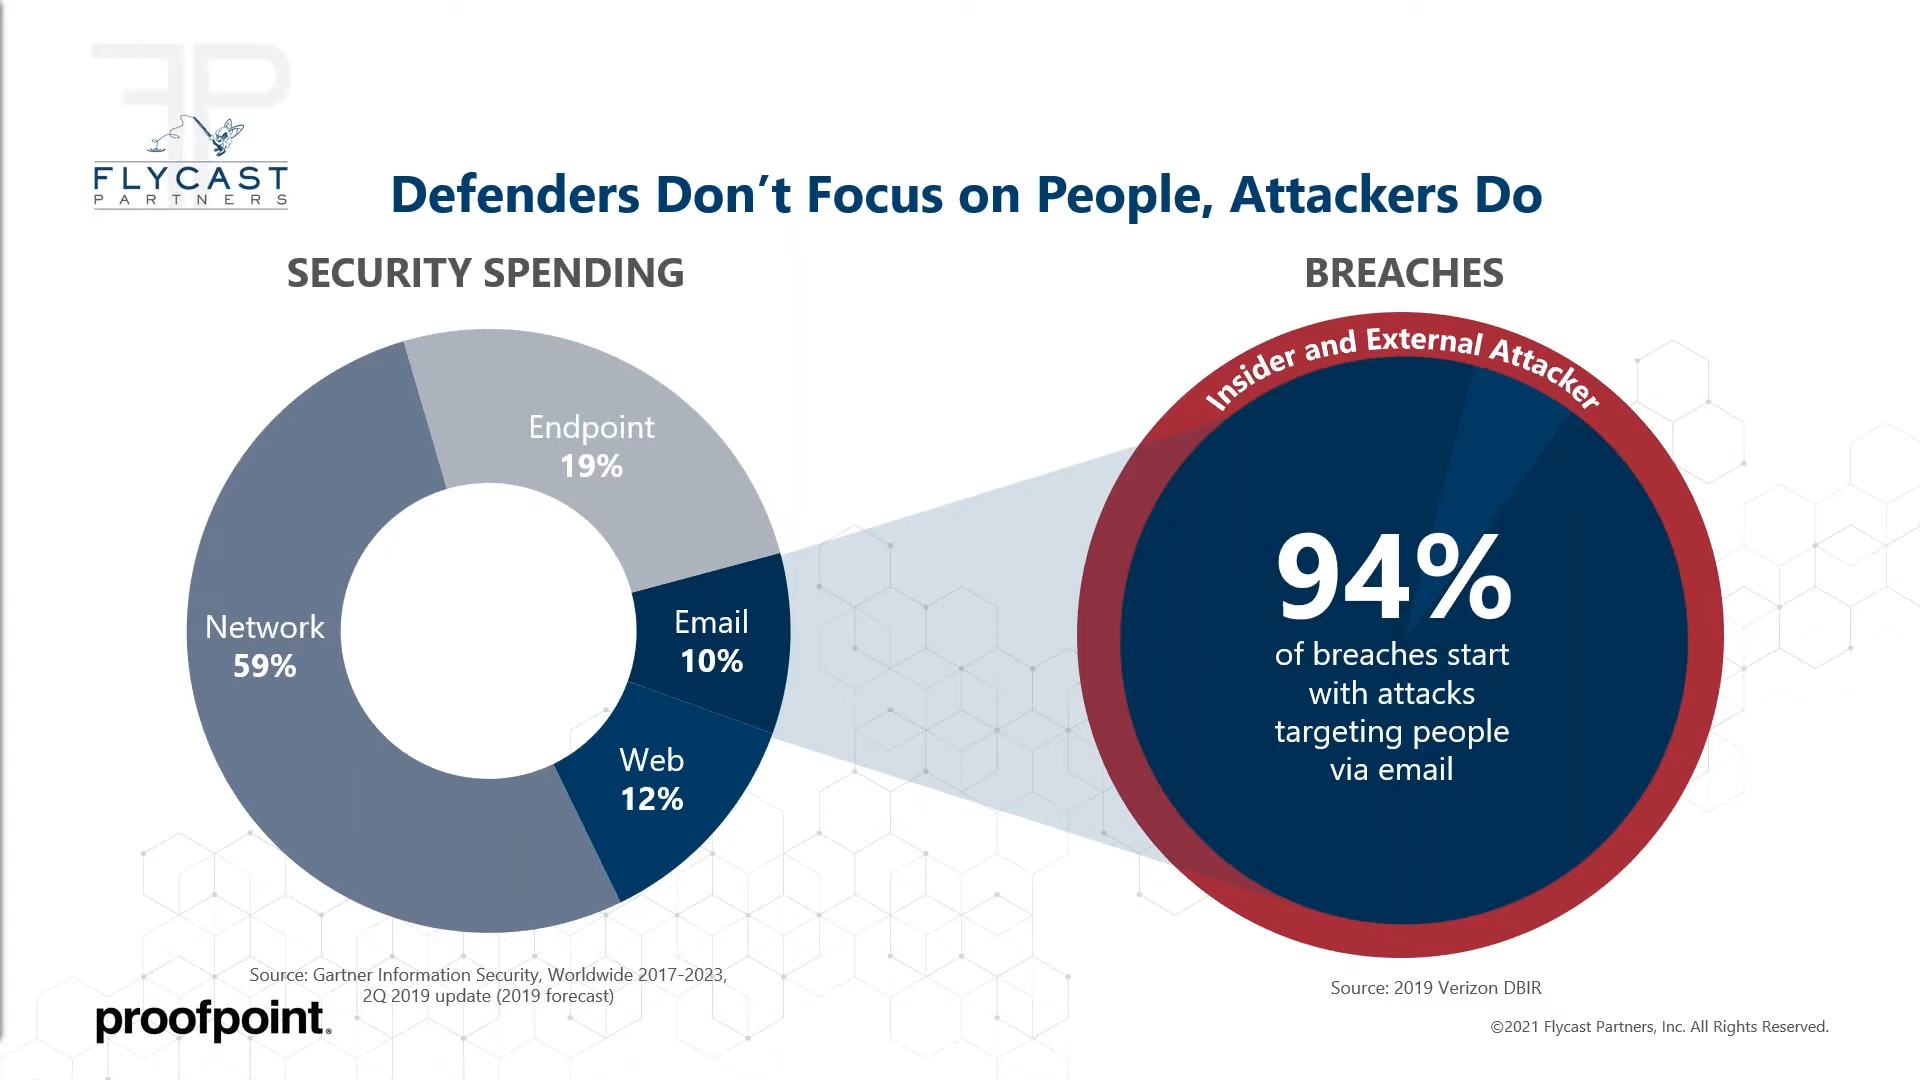 FP
FLYCAST
PARTNERS
Defenders Don’t Focus on People, Attackers Do
SECURITY SPENDING
Endpoint
19%
Network
59%
Email
10%
Web
12%
Source: Gartner Information Security, Worldwide 2017-2023,
2Q 2019 update (2019 forecast)
BREACHES
Insider and External Attacker
94%
of breaches start
with attacks
targeting people
via email
Source: 2019 Verizon DBIR
proofpoint.
©2021 Flycast Partners, Inc. All Rights Reserved.